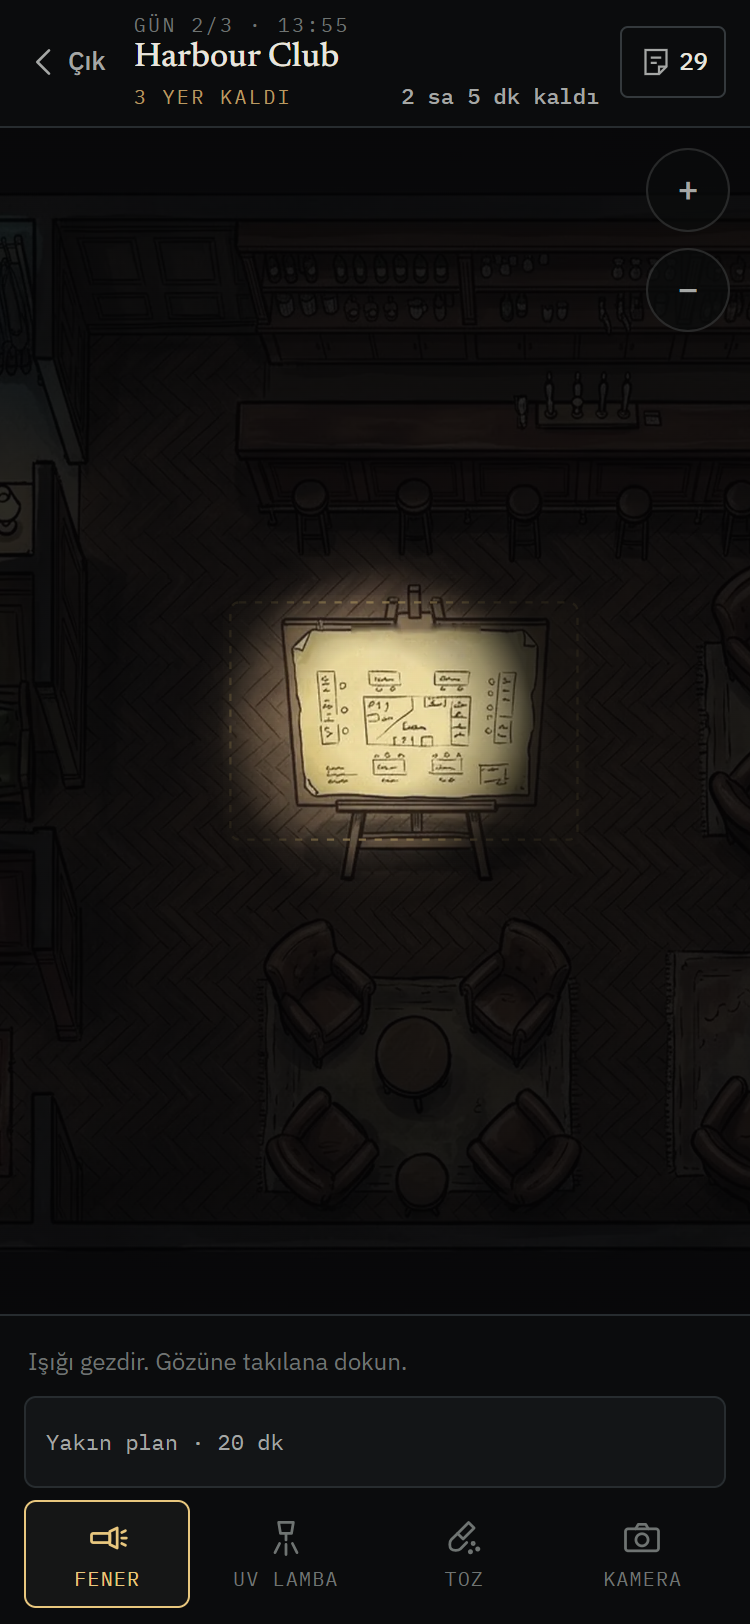 GÜN 2/3 · 13:55
Çık
Harbour Club
3 YER KALDI
2 sa 5 dk kaldı
29
+
−
Işığı gezdir. Gözüne takılana dokun.
Yakın plan · 20 dk
FENER
UV LAMBA
TOZ
KAMERA